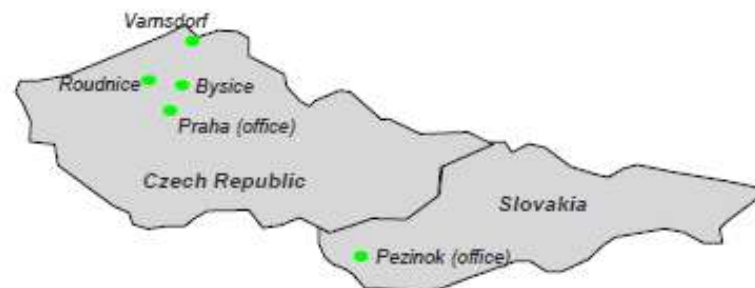 Varnsdorf
Roudnice
Bysice
Praha (office)
Czech Republic
Slovakia
Pezinok (office)